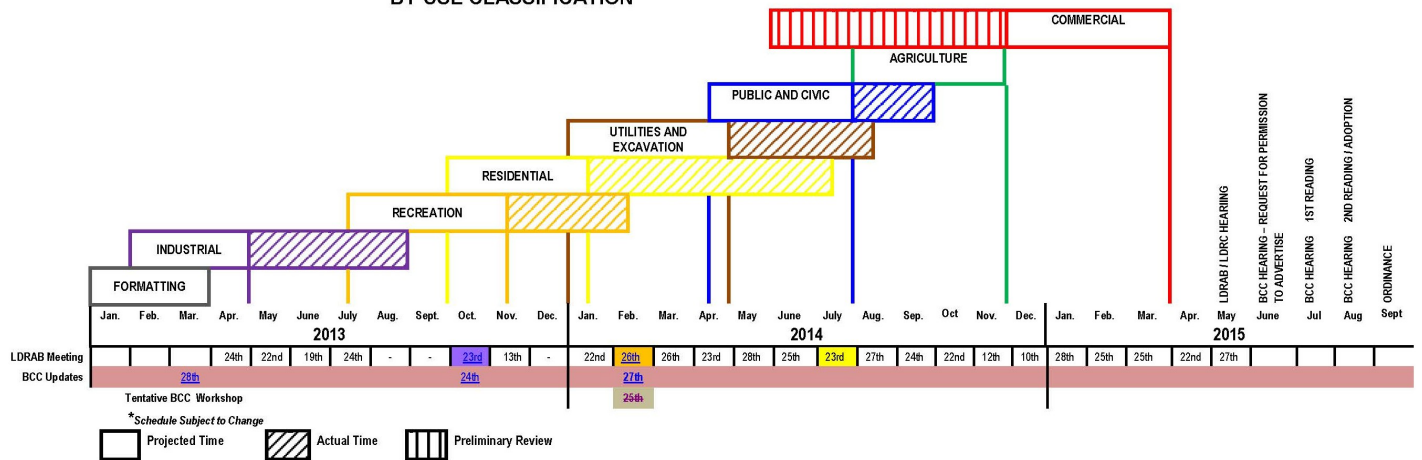 BY USE CLASSIFICATION
COMMERCIAL
AGRICULTURE
PUBLIC AND CIVIC
UTILITIES AND
EXCAVATION
RESIDENTIAL
RECREATION
INDUSTRIAL
FORMATTING
LDRAB / LDRC HEARIING
BCC HEARING – REQUEST FOR PERMISSION
TO ADVERTISE
BCC HEARING 1ST READING
BCC HEARING 2ND READING / ADOPTION
ORDINANCE
Jan. Feb. Mar. Apr. May June July Aug. Sept. Oct. Nov. Dec. Jan. Feb. Mar. Apr. May June July Aug. Sep. Oct Nov. Dec. Jan. Feb. Mar. Apr. May June Jul Aug Sept
2013 2014 2015
LDRAB Meeting 24th 22nd 19th 24th - - 23rd 13th - 22nd 26th 26th 23rd 28th 25th 23rd 27th 24th 22nd 12th 10th 28th 25th 25th 22nd 27th
BCC Updates 28th 24th 27th
Tentative BCC Workshop 25th
*Schedule Subject to Change
Projected Time Actual Time Preliminary Review